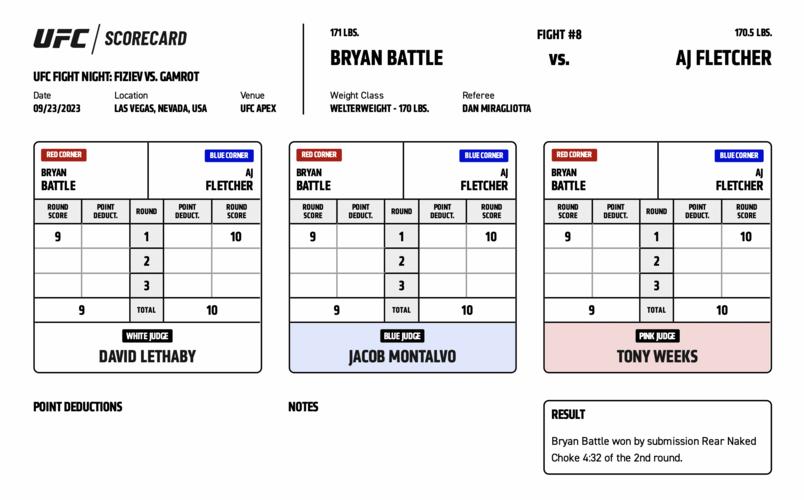 UFC / SCORECARD
UFC FIGHT NIGHT: FIZIEV VS. GAMROT
Date Location Venue
09/23/2023 LAS VEGAS, NEVADA, USA UFC APEX
171 LBS. FIGHT #8 170.5 LBS.
BRYAN BATTLE VS. AJ FLETCHER
Weight Class Referee
WELTERWEIGHT - 170 LBS. DAN MIRAGLIOTTA
RED CORNER BLUE CORNER
BRYAN AJ
BATTLE FLETCHER
ROUND SCORE POINT DEDUCT. ROUND POINT DEDUCT. ROUND SCORE
9 1 10
2
3
9 TOTAL 10
WHITE JUDGE
DAVID LETHABY
RED CORNER BLUE CORNER
BRYAN AJ
BATTLE FLETCHER
ROUND SCORE POINT DEDUCT. ROUND POINT DEDUCT. ROUND SCORE
9 1 10
2
3
9 TOTAL 10
BLUE JUDGE
JACOB MONTALVO
RED CORNER BLUE CORNER
BRYAN AJ
BATTLE FLETCHER
ROUND SCORE POINT DEDUCT. ROUND POINT DEDUCT. ROUND SCORE
9 1 10
2
3
9 TOTAL 10
PINK JUDGE
TONY WEEKS
POINT DEDUCTIONS
NOTES
RESULT
Bryan Battle won by submission Rear Naked
Choke 4:32 of the 2nd round.